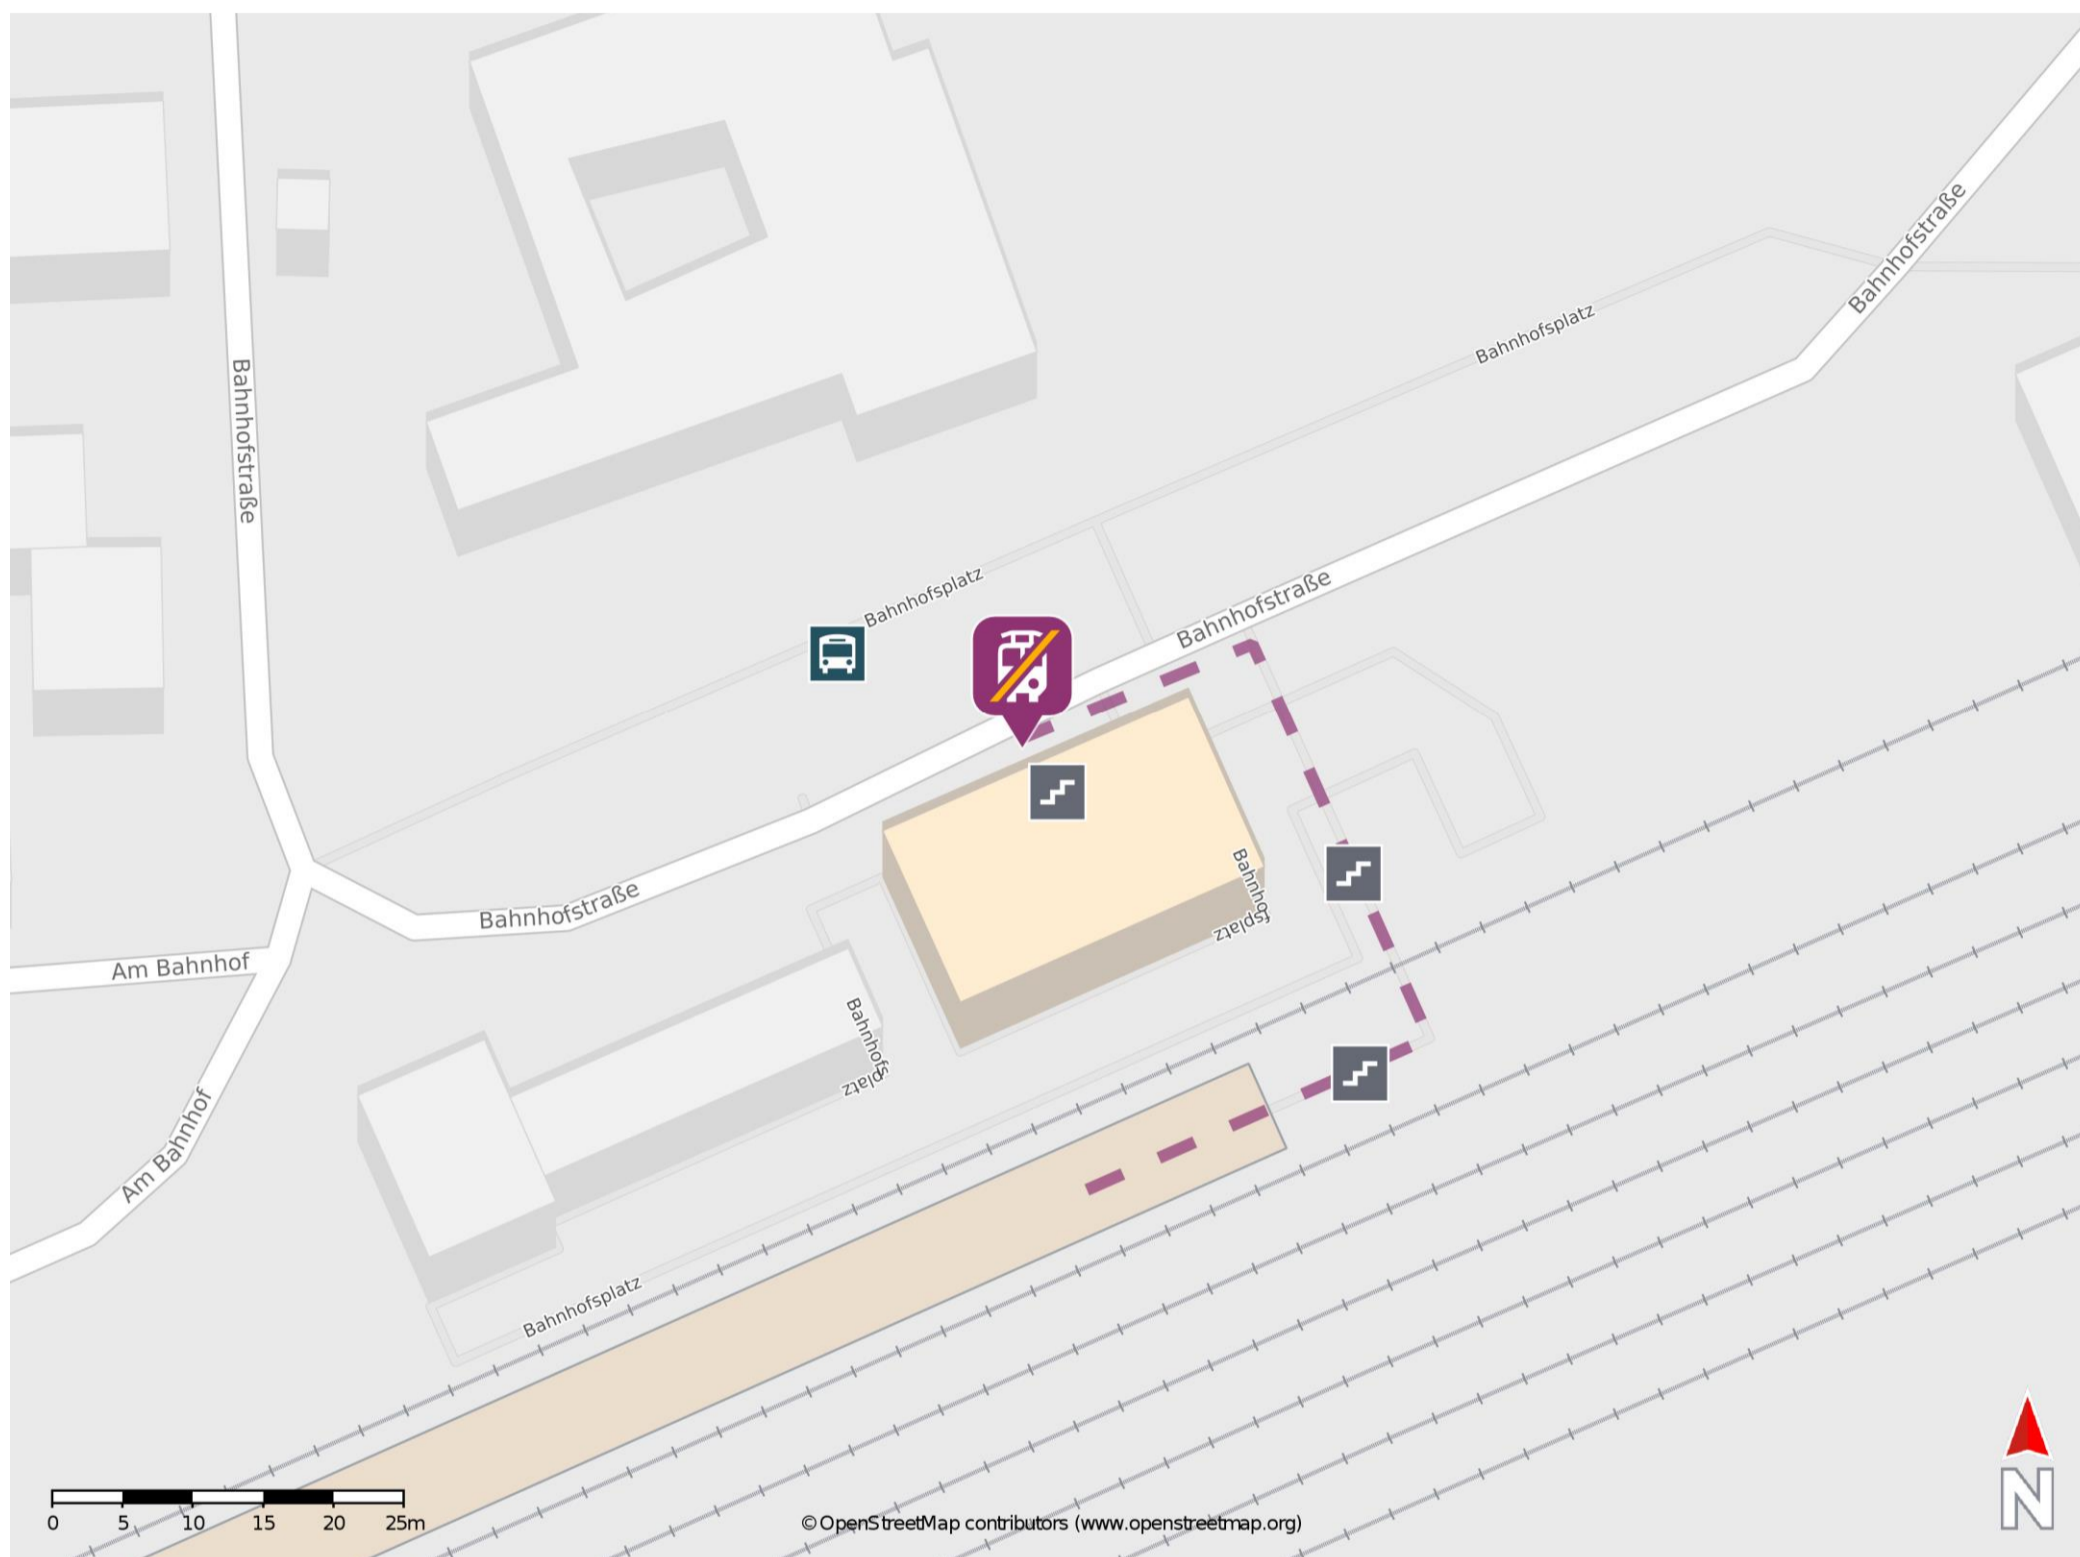 Bahnhofstraße
Bahnhofsplatz
Bahnhofstraße
Bahnhofsplatz
Bahnhofstraße
Bahnhofstraße
Bahnhofsplatz
Am Bahnhof
Bahnhofsplatz
Am Bahnhof
Bahnhofsplatz
0 5 10 15 20 25m
© OpenStreetMap contributors (www.openstreetmap.org)
N